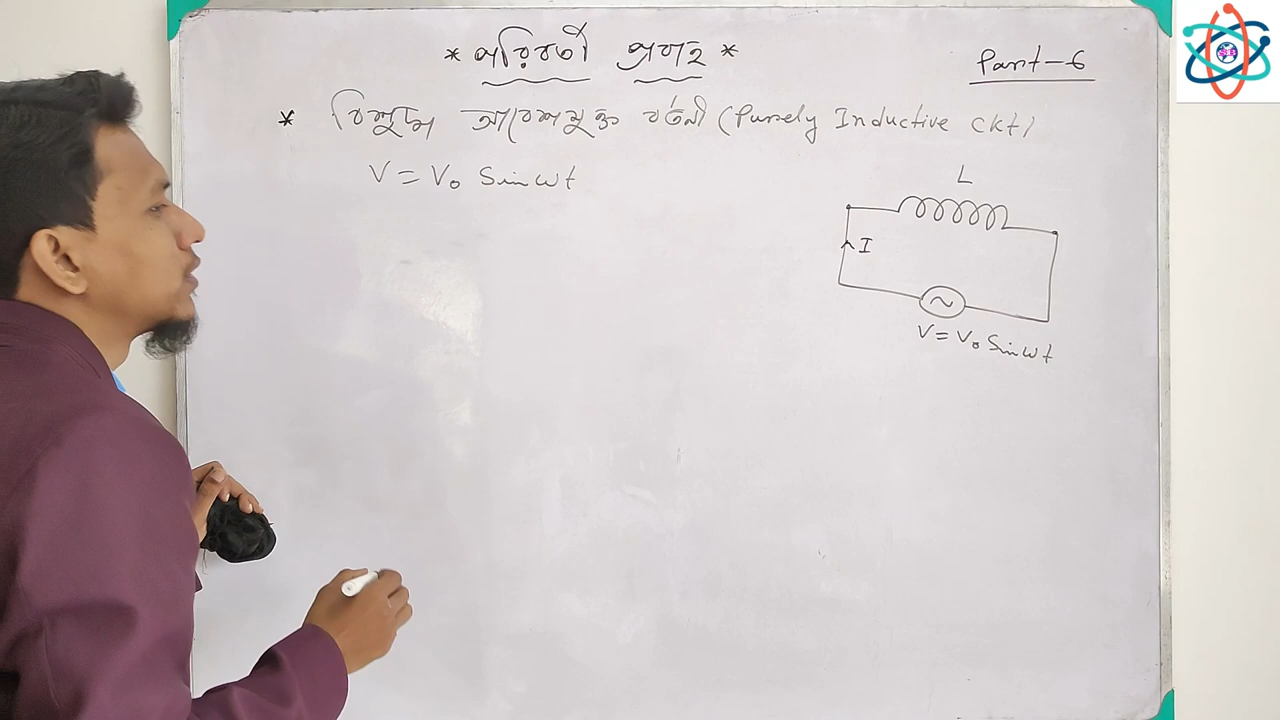 * পরিবর্তী প্রবাহ *
Part-6
* বিশুদ্ধ আবেশযুক্ত বর্তনী (Purely Inductive ckt)
V = V₀ Sin ωt
L
I
~
V = V₀ Sin ωt